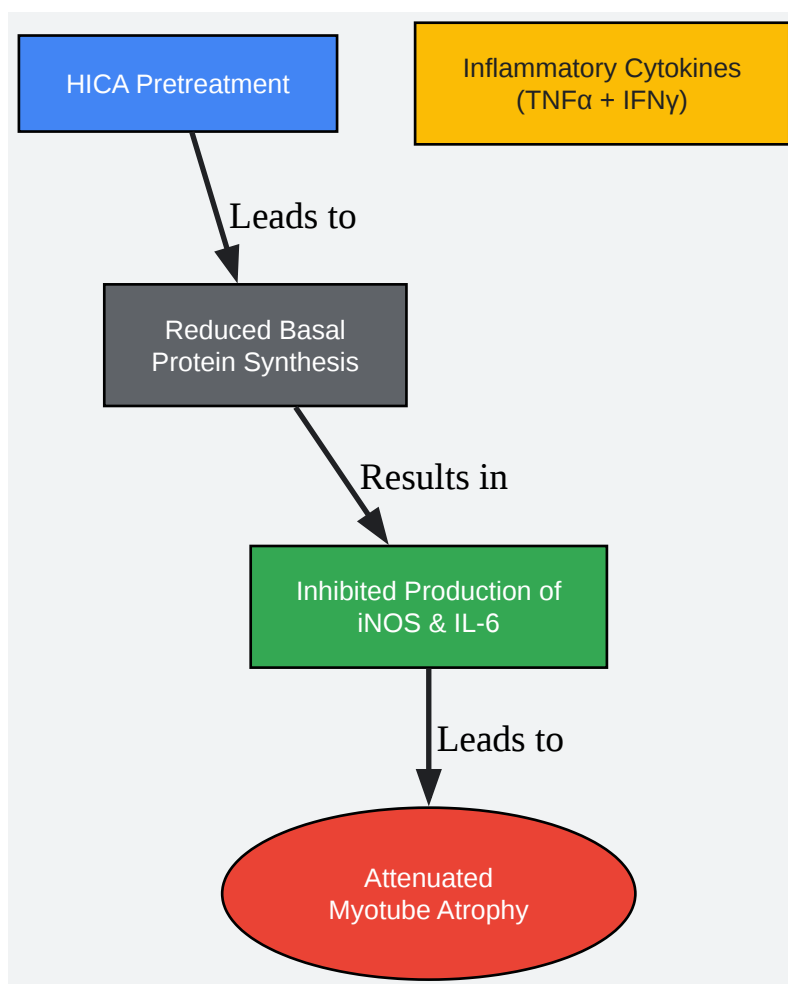 HICA Pretreatment
Inflammatory Cytokines
(TNFα + IFNγ)
Leads to
Reduced Basal
Protein Synthesis
Results in
Inhibited Production of
iNOS & IL-6
Leads to
Attenuated
Myotube Atrophy